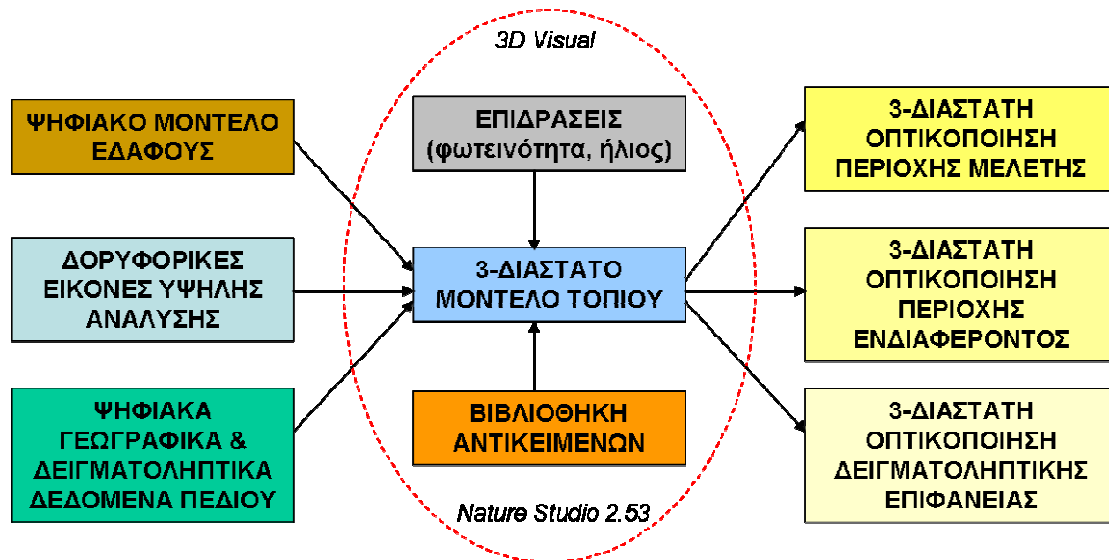 3D Visual
ΨΗΦΙΑΚΟ ΜΟΝΤΕΛΟ
ΕΔΑΦΟΥΣ
ΔΟΡΥΦΟΡΙΚΕΣ
ΕΙΚΟΝΕΣ ΥΨΗΛΗΣ
ΑΝΑΛΥΣΗΣ
ΨΗΦΙΑΚΑ
ΓΕΩΓΡΑΦΙΚΑ &
ΔΕΙΓΜΑΤΟΛΗΠΤΙΚΑ
ΔΕΔΟΜΕΝΑ ΠΕΔΙΟΥ
ΕΠΙΔΡΑΣΕΙΣ
(φωτεινότητα, ήλιος)
3-ΔΙΑΣΤΑΤΟ
ΜΟΝΤΕΛΟ ΤΟΠΙΟΥ
ΒΙΒΛΙΟΘΗΚΗ
ΑΝΤΙΚΕΙΜΕΝΩΝ
Nature Studio 2.53
3-ΔΙΑΣΤΑΤΗ
ΟΠΤΙΚΟΠΟΙΗΣΗ
ΠΕΡΙΟΧΗΣ ΜΕΛΕΤΗΣ
3-ΔΙΑΣΤΑΤΗ
ΟΠΤΙΚΟΠΟΙΗΣΗ
ΠΕΡΙΟΧΗΣ
ΕΝΔΙΑΦΕΡΟΝΤΟΣ
3-ΔΙΑΣΤΑΤΗ
ΟΠΤΙΚΟΠΟΙΗΣΗ
ΔΕΙΓΜΑΤΟΛΗΠΤΙΚΗΣ
ΕΠΙΦΑΝΕΙΑΣ